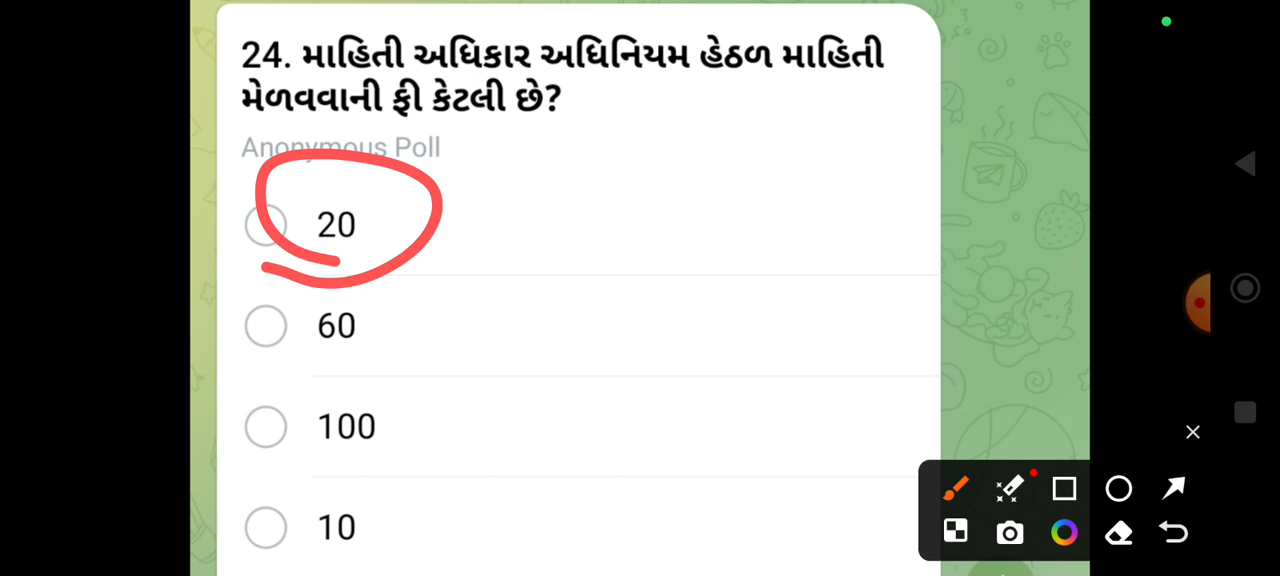 24. માહિતી અધિકાર અધિનિયમ હેઠળ માહિતી
મેળવવાની ફી કેટલી છે?
Anonymous Poll
20
60
100
10